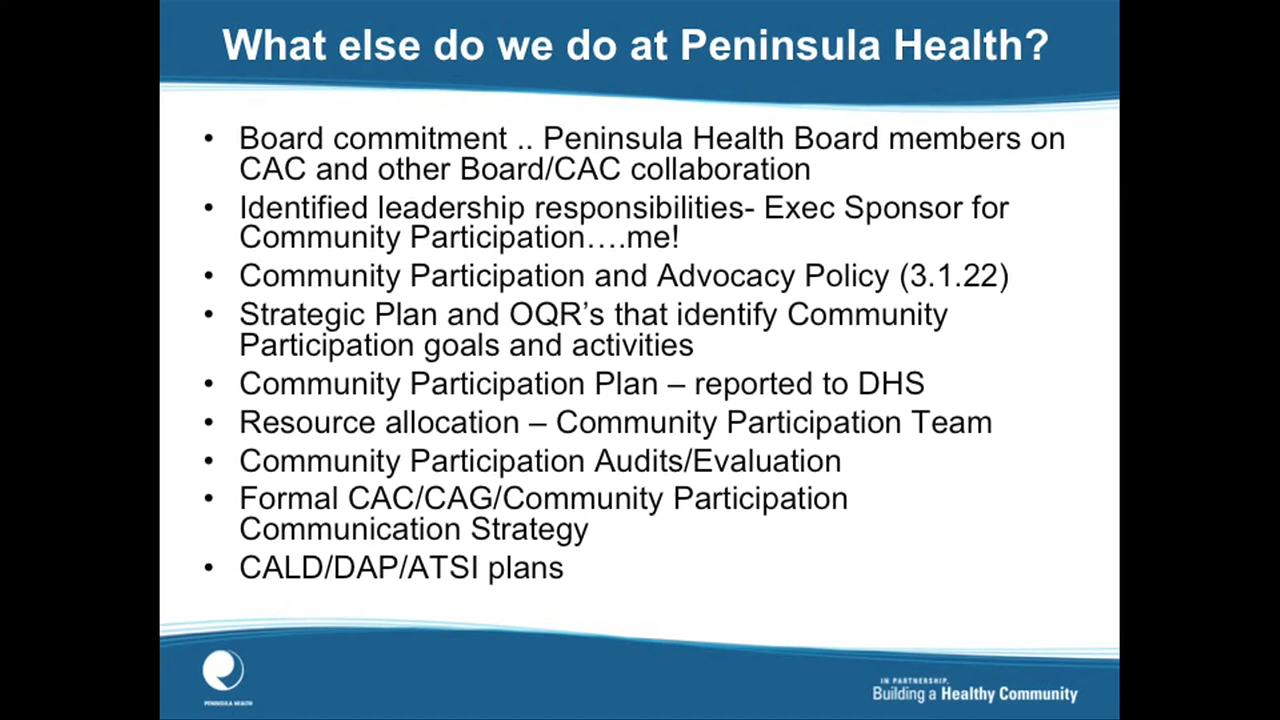 What else do we do at Peninsula Health?
• Board commitment .. Peninsula Health Board members on
CAC and other Board/CAC collaboration
• Identified leadership responsibilities- Exec Sponsor for
Community Participation….me!
• Community Participation and Advocacy Policy (3.1.22)
• Strategic Plan and OQR’s that identify Community
Participation goals and activities
• Community Participation Plan – reported to DHS
• Resource allocation – Community Participation Team
• Community Participation Audits/Evaluation
• Formal CAC/CAG/Community Participation
Communication Strategy
• CALD/DAP/ATSI plans
PENINSULA HEALTH
IN PARTNERSHIP,
Building a Healthy Community